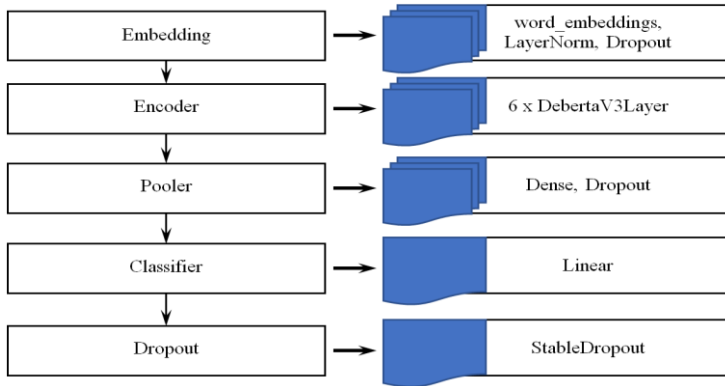 Embedding
word_embeddings,
LayerNorm, Dropout
Encoder
6 x DebertaV3Layer
Pooler
Dense, Dropout
Classifier
Linear
Dropout
StableDropout